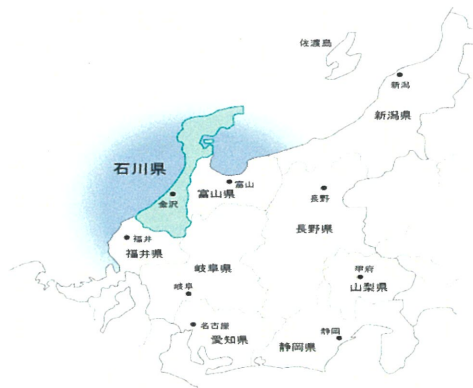 佐渡島
新潟
新潟県
石川県
富山
富山県
金沢
長野
長野県
福井
福井県
岐阜県
岐阜
甲府
山梨県
名古屋
愛知県
静岡
静岡県